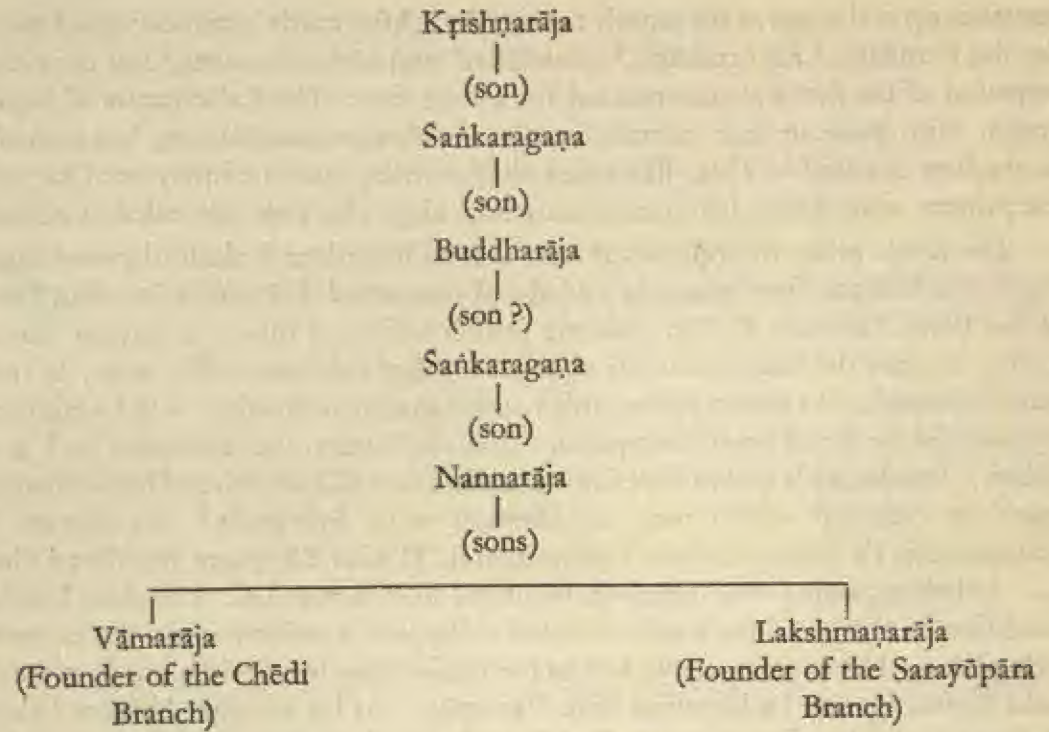 Kṛishṇarāja
(son)
Śaṅkaragaṇa
(son)
Buddharāja
(son ?)
Śaṅkaragaṇa
(son)
Nannarāja
(sons)
Vāmarāja
(Founder of the Chēdi
Branch)
Lakshmaṇarāja
(Founder of the Sarayūpāra
Branch)